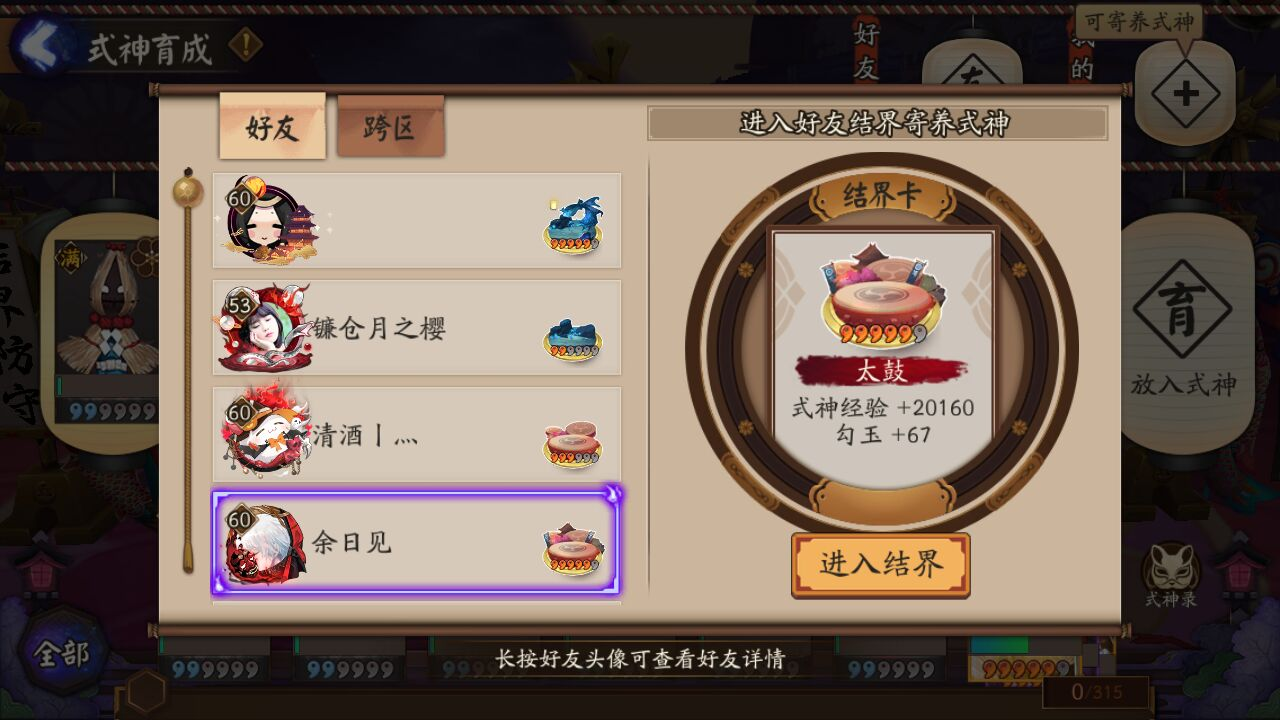 式神育成
好友
可寄养式神
的
好友
跨区
进入好友结界寄养式神
60
53
镰仓月之樱
60
清酒丨灬
60
余日见
结界卡
太鼓
式神经验 +20160
勾玉 +67
进入结界
满
育
放入式神
式神录
全部
长按好友头像可查看好友详情
0/315